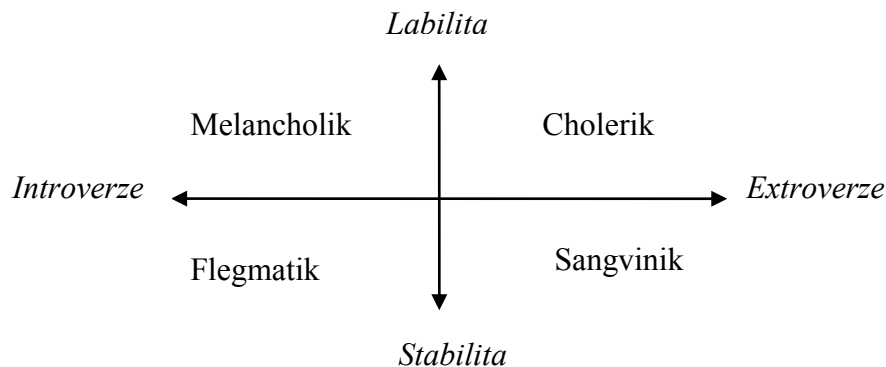 Labilita
Melancholik Cholerik
Introverze Extroverze
Flegmatik Sangvinik
Stabilita